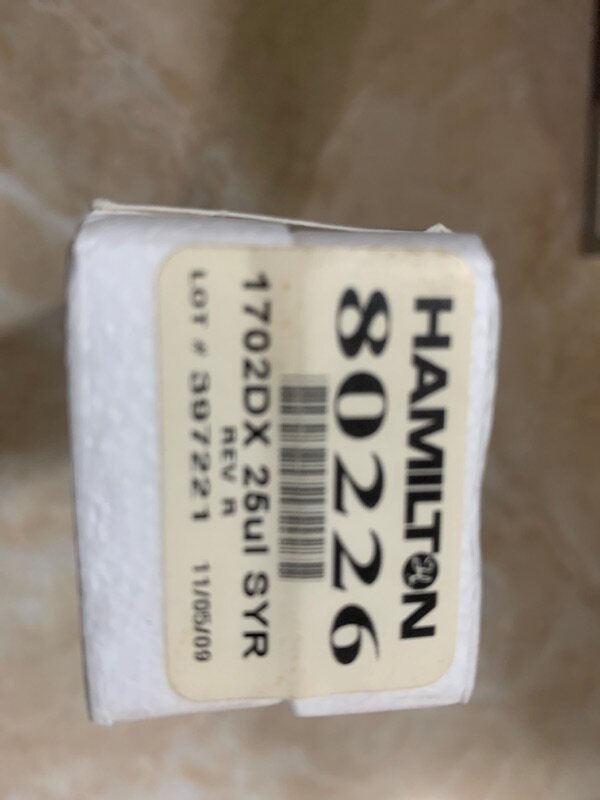 HAMILTON
80226
1702DX 25ul SYR
REV A
LOT # 397221 11/05/09